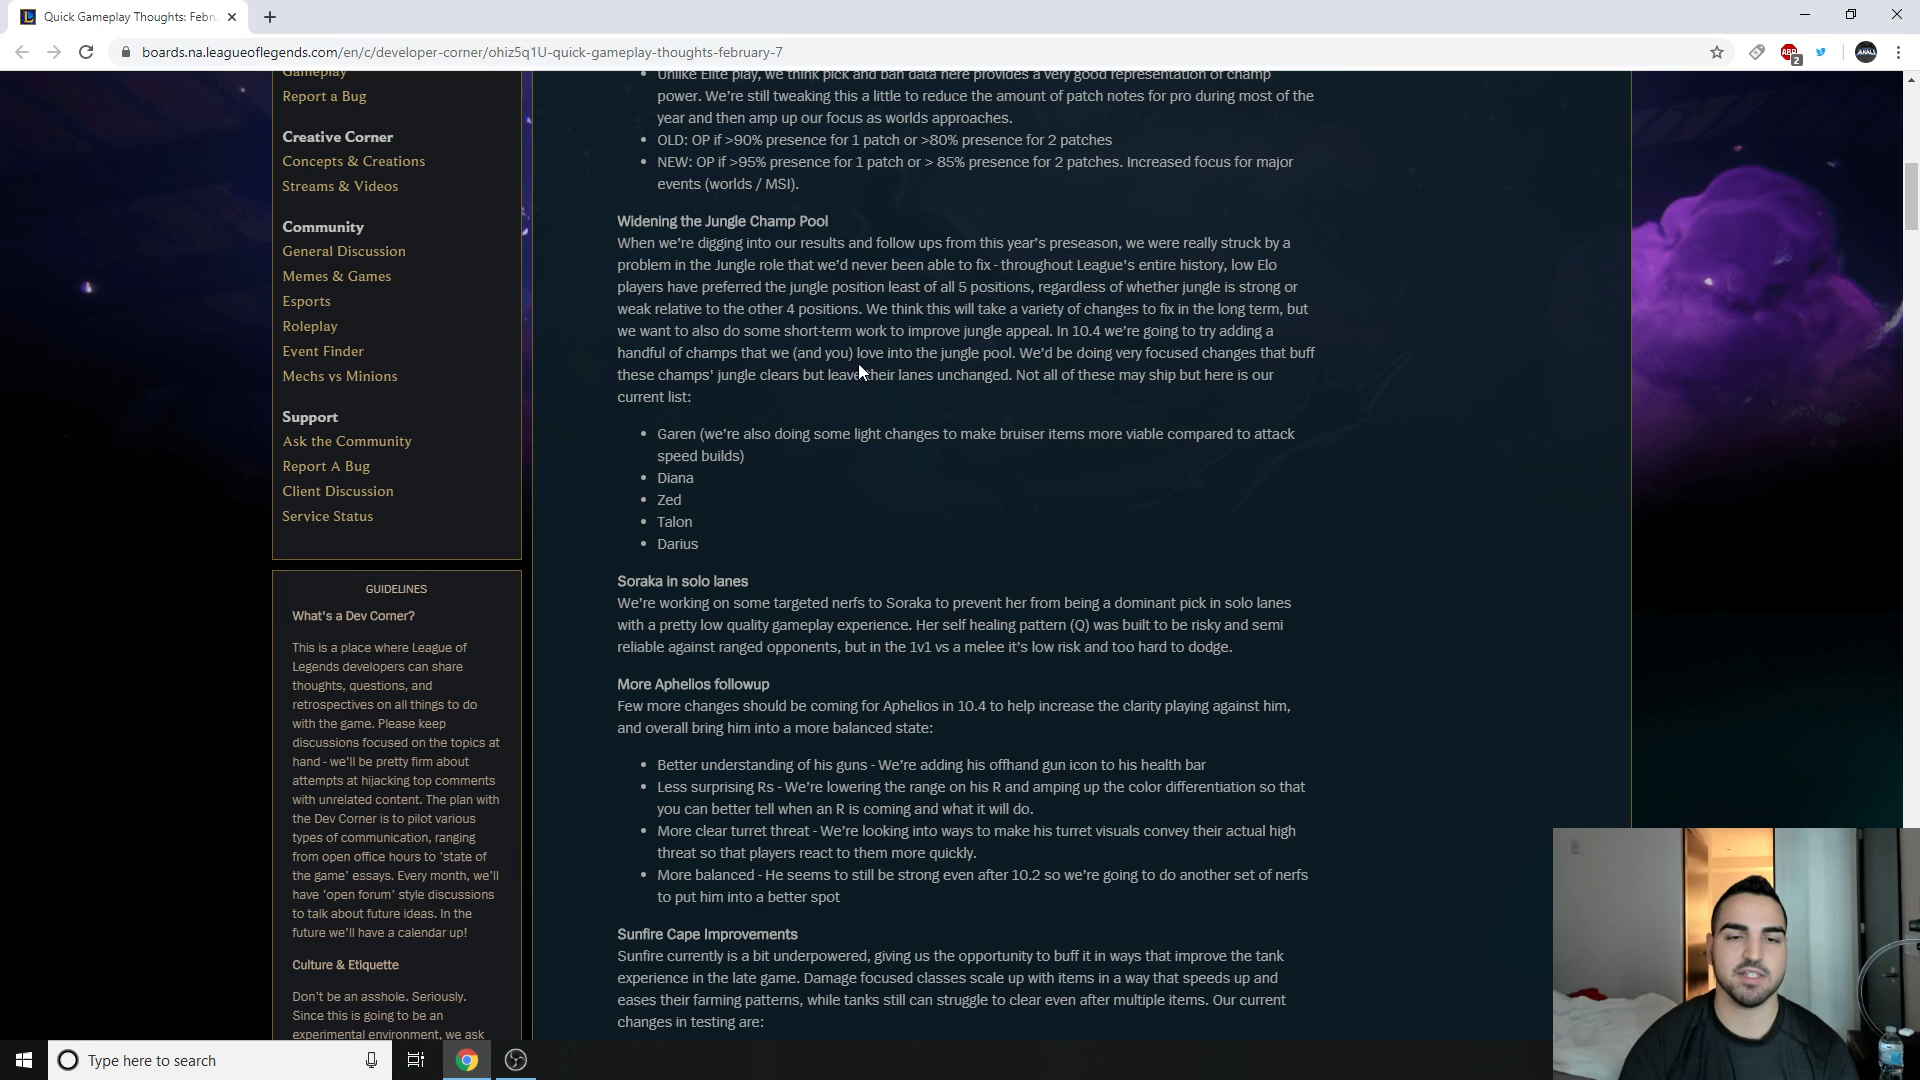 Quick Gameplay Thoughts: Febru
boards.na.leagueoflegends.com/en/c/developer-corner/ohiz5q1U-quick-gameplay-thoughts-february-7
ABP
2
Gameplay
Report a Bug
Creative Corner
Concepts & Creations
Streams & Videos
Community
General Discussion
Memes & Games
Esports
Roleplay
Event Finder
Mechs vs Minions
Support
Ask the Community
Report A Bug
Client Discussion
Service Status
GUIDELINES
What's a Dev Corner?
This is a place where League of
Legends developers can share
thoughts, questions, and
retrospectives on all things to do
with the game. Please keep
discussions focused on the topics at
hand - we'll be pretty firm about
attempts at hijacking top comments
with unrelated content. The plan with
the Dev Corner is to pilot various
types of communication, ranging
from open office hours to 'state of
the game' essays. Every month, we'll
have 'open forum' style discussions
to talk about future ideas. In the
future we'll have a calendar up!
Culture & Etiquette
Don't be an asshole. Seriously.
Since this is going to be an
experimental environment, we ask
• Unlike Elite play, we think pick and ban data here provides a very good representation of champ
power. We're still tweaking this a little to reduce the amount of patch notes for pro during most of the
year and then amp up our focus as worlds approaches.
• OLD: OP if >90% presence for 1 patch or >80% presence for 2 patches
• NEW: OP if >95% presence for 1 patch or > 85% presence for 2 patches. Increased focus for major
events (worlds / MSI).
Widening the Jungle Champ Pool
When we're digging into our results and follow ups from this year's preseason, we were really struck by a
problem in the Jungle role that we'd never been able to fix - throughout League's entire history, low Elo
players have preferred the jungle position least of all 5 positions, regardless of whether jungle is strong or
weak relative to the other 4 positions. We think this will take a variety of changes to fix in the long term, but
we want to also do some short-term work to improve jungle appeal. In 10.4 we're going to try adding a
handful of champs that we (and you) love into the jungle pool. We'd be doing very focused changes that buff
these champs' jungle clears but leave their lanes unchanged. Not all of these may ship but here is our
current list:
• Garen (we're also doing some light changes to make bruiser items more viable compared to attack
speed builds)
• Diana
• Zed
• Talon
• Darius
Soraka in solo lanes
We're working on some targeted nerfs to Soraka to prevent her from being a dominant pick in solo lanes
with a pretty low quality gameplay experience. Her self healing pattern (Q) was built to be risky and semi
reliable against ranged opponents, but in the 1v1 vs a melee it's low risk and too hard to dodge.
More Aphelios followup
Few more changes should be coming for Aphelios in 10.4 to help increase the clarity playing against him,
and overall bring him into a more balanced state:
• Better understanding of his guns - We're adding his offhand gun icon to his health bar
• Less surprising Rs - We're lowering the range on his R and amping up the color differentiation so that
you can better tell when an R is coming and what it will do.
• More clear turret threat - We're looking into ways to make his turret visuals convey their actual high
threat so that players react to them more quickly.
• More balanced - He seems to still be strong even after 10.2 so we're going to do another set of nerfs
to put him into a better spot
Sunfire Cape Improvements
Sunfire currently is a bit underpowered, giving us the opportunity to buff it in ways that improve the tank
experience in the late game. Damage focused classes scale up with items in a way that speeds up and
eases their farming patterns, while tanks still can struggle to clear even after multiple items. Our current
changes in testing are:
Type here to search